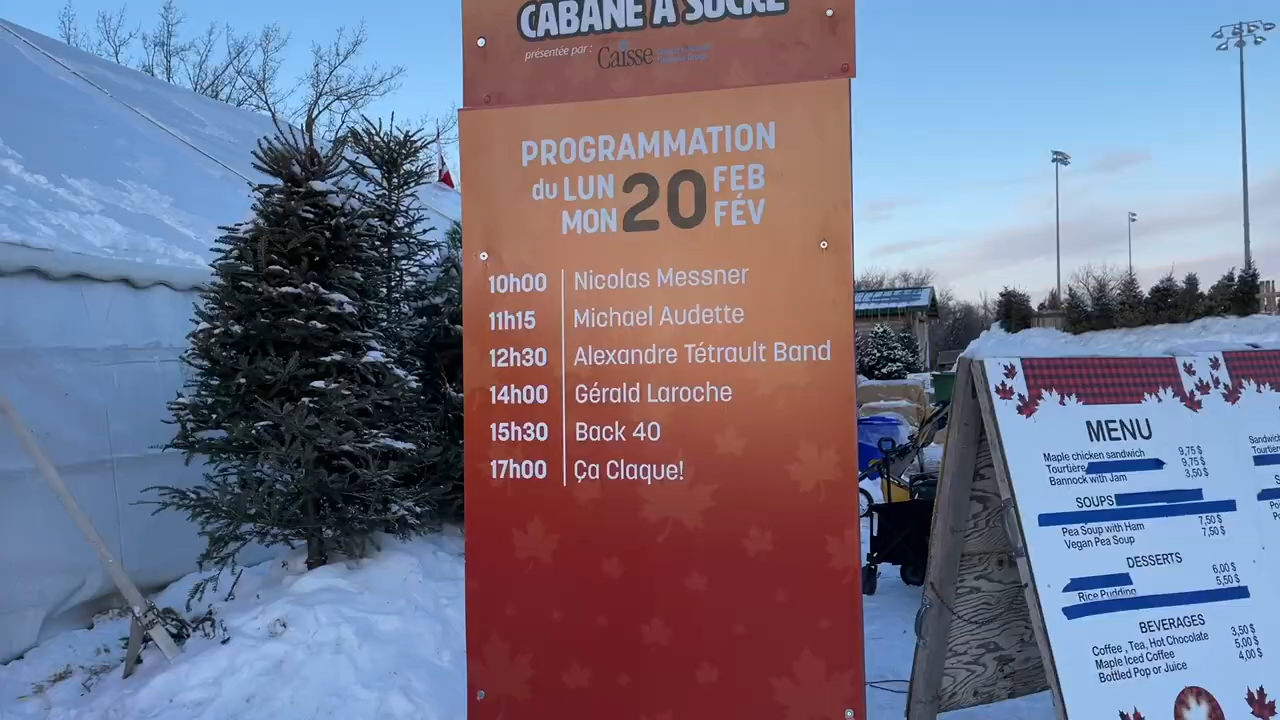 CABANE À SUCRE
présentée par : Caisse
PROGRAMMATION
du LUN 20 FEB
MON FÉV
10h00 Nicolas Messner
11h15 Michael Audette
12h30 Alexandre Tétrault Band
14h00 Gérald Laroche
15h30 Back 40
17h00 Ça Claque!
MENU
Maple chicken sandwich 9,75 $
Tourtière 9,75 $
Bannock with Jam 3,50 $
SOUPS
Pea Soup with Ham 7,50 $
Vegan Pea Soup 7,50 $
DESSERTS
6,00 $
Rice Pudding 5,50 $
BEVERAGES
Coffee, Tea, Hot Chocolate 3,50 $
Maple Iced Coffee 5,00 $
Bottled Pop or Juice 4,00 $